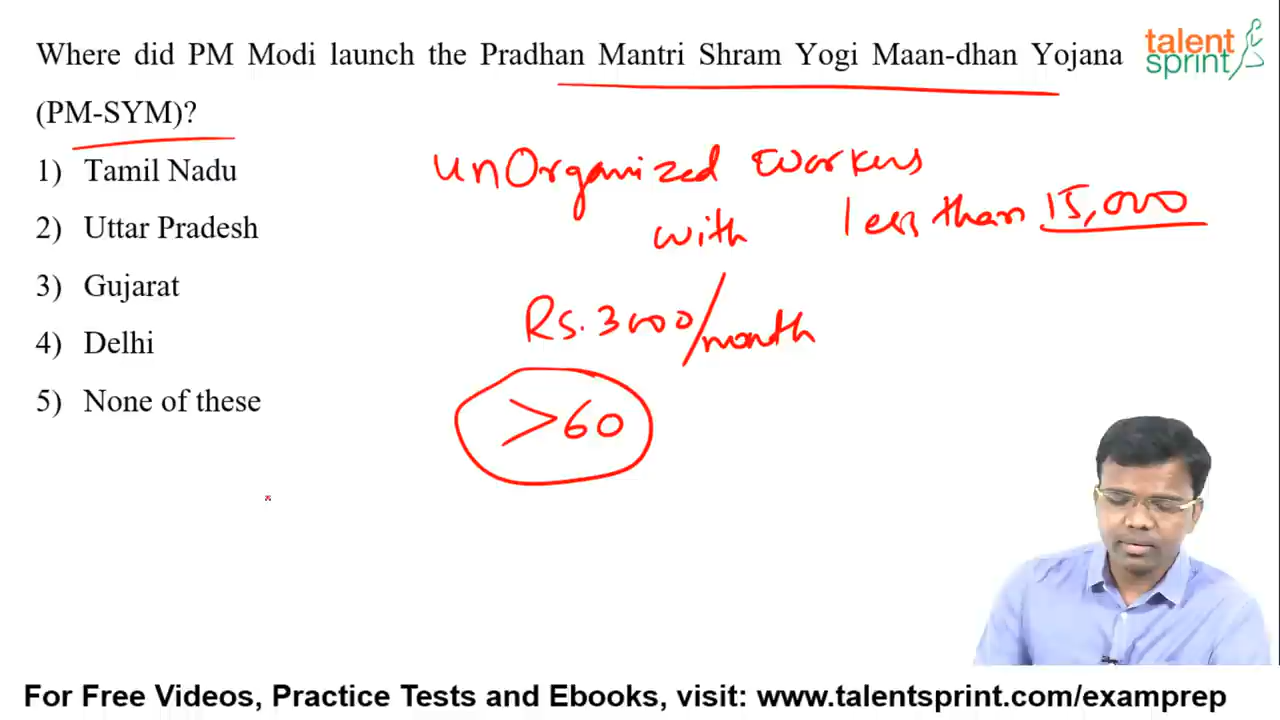 Where did PM Modi launch the Pradhan Mantri Shram Yogi Maan-dhan Yojana
(PM-SYM)?
talent
sprint
1) Tamil Nadu
2) Uttar Pradesh
3) Gujarat
4) Delhi
5) None of these
unOrganized workers
with less than 15,000
Rs. 3000/month
>60
For Free Videos, Practice Tests and Ebooks, visit: www.talentsprint.com/examprep